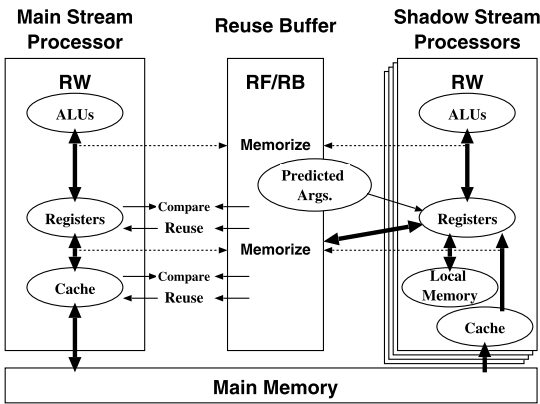 Main Stream
Processor
Reuse Buffer
Shadow Stream
Processors
RW
RF/RB
RW
ALUs
ALUs
Memorize
Predicted
Args.
Registers
Compare
Reuse
Registers
Memorize
Cache
Compare
Reuse
Local
Memory
Cache
Main Memory